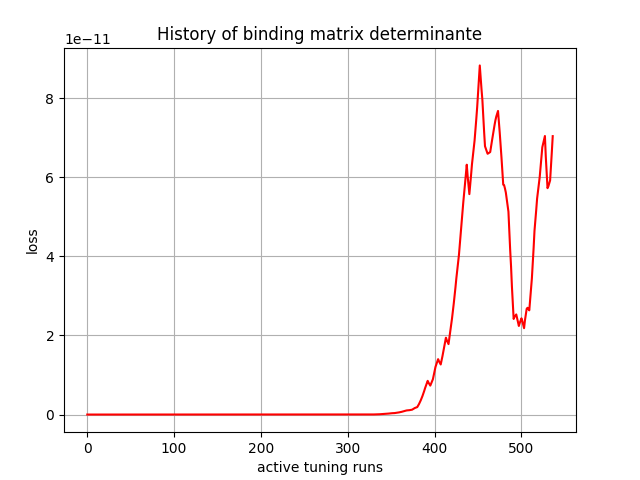 History of binding matrix determinante
1e−11
8
6
4
2
0
loss
0 100 200 300 400 500
active tuning runs